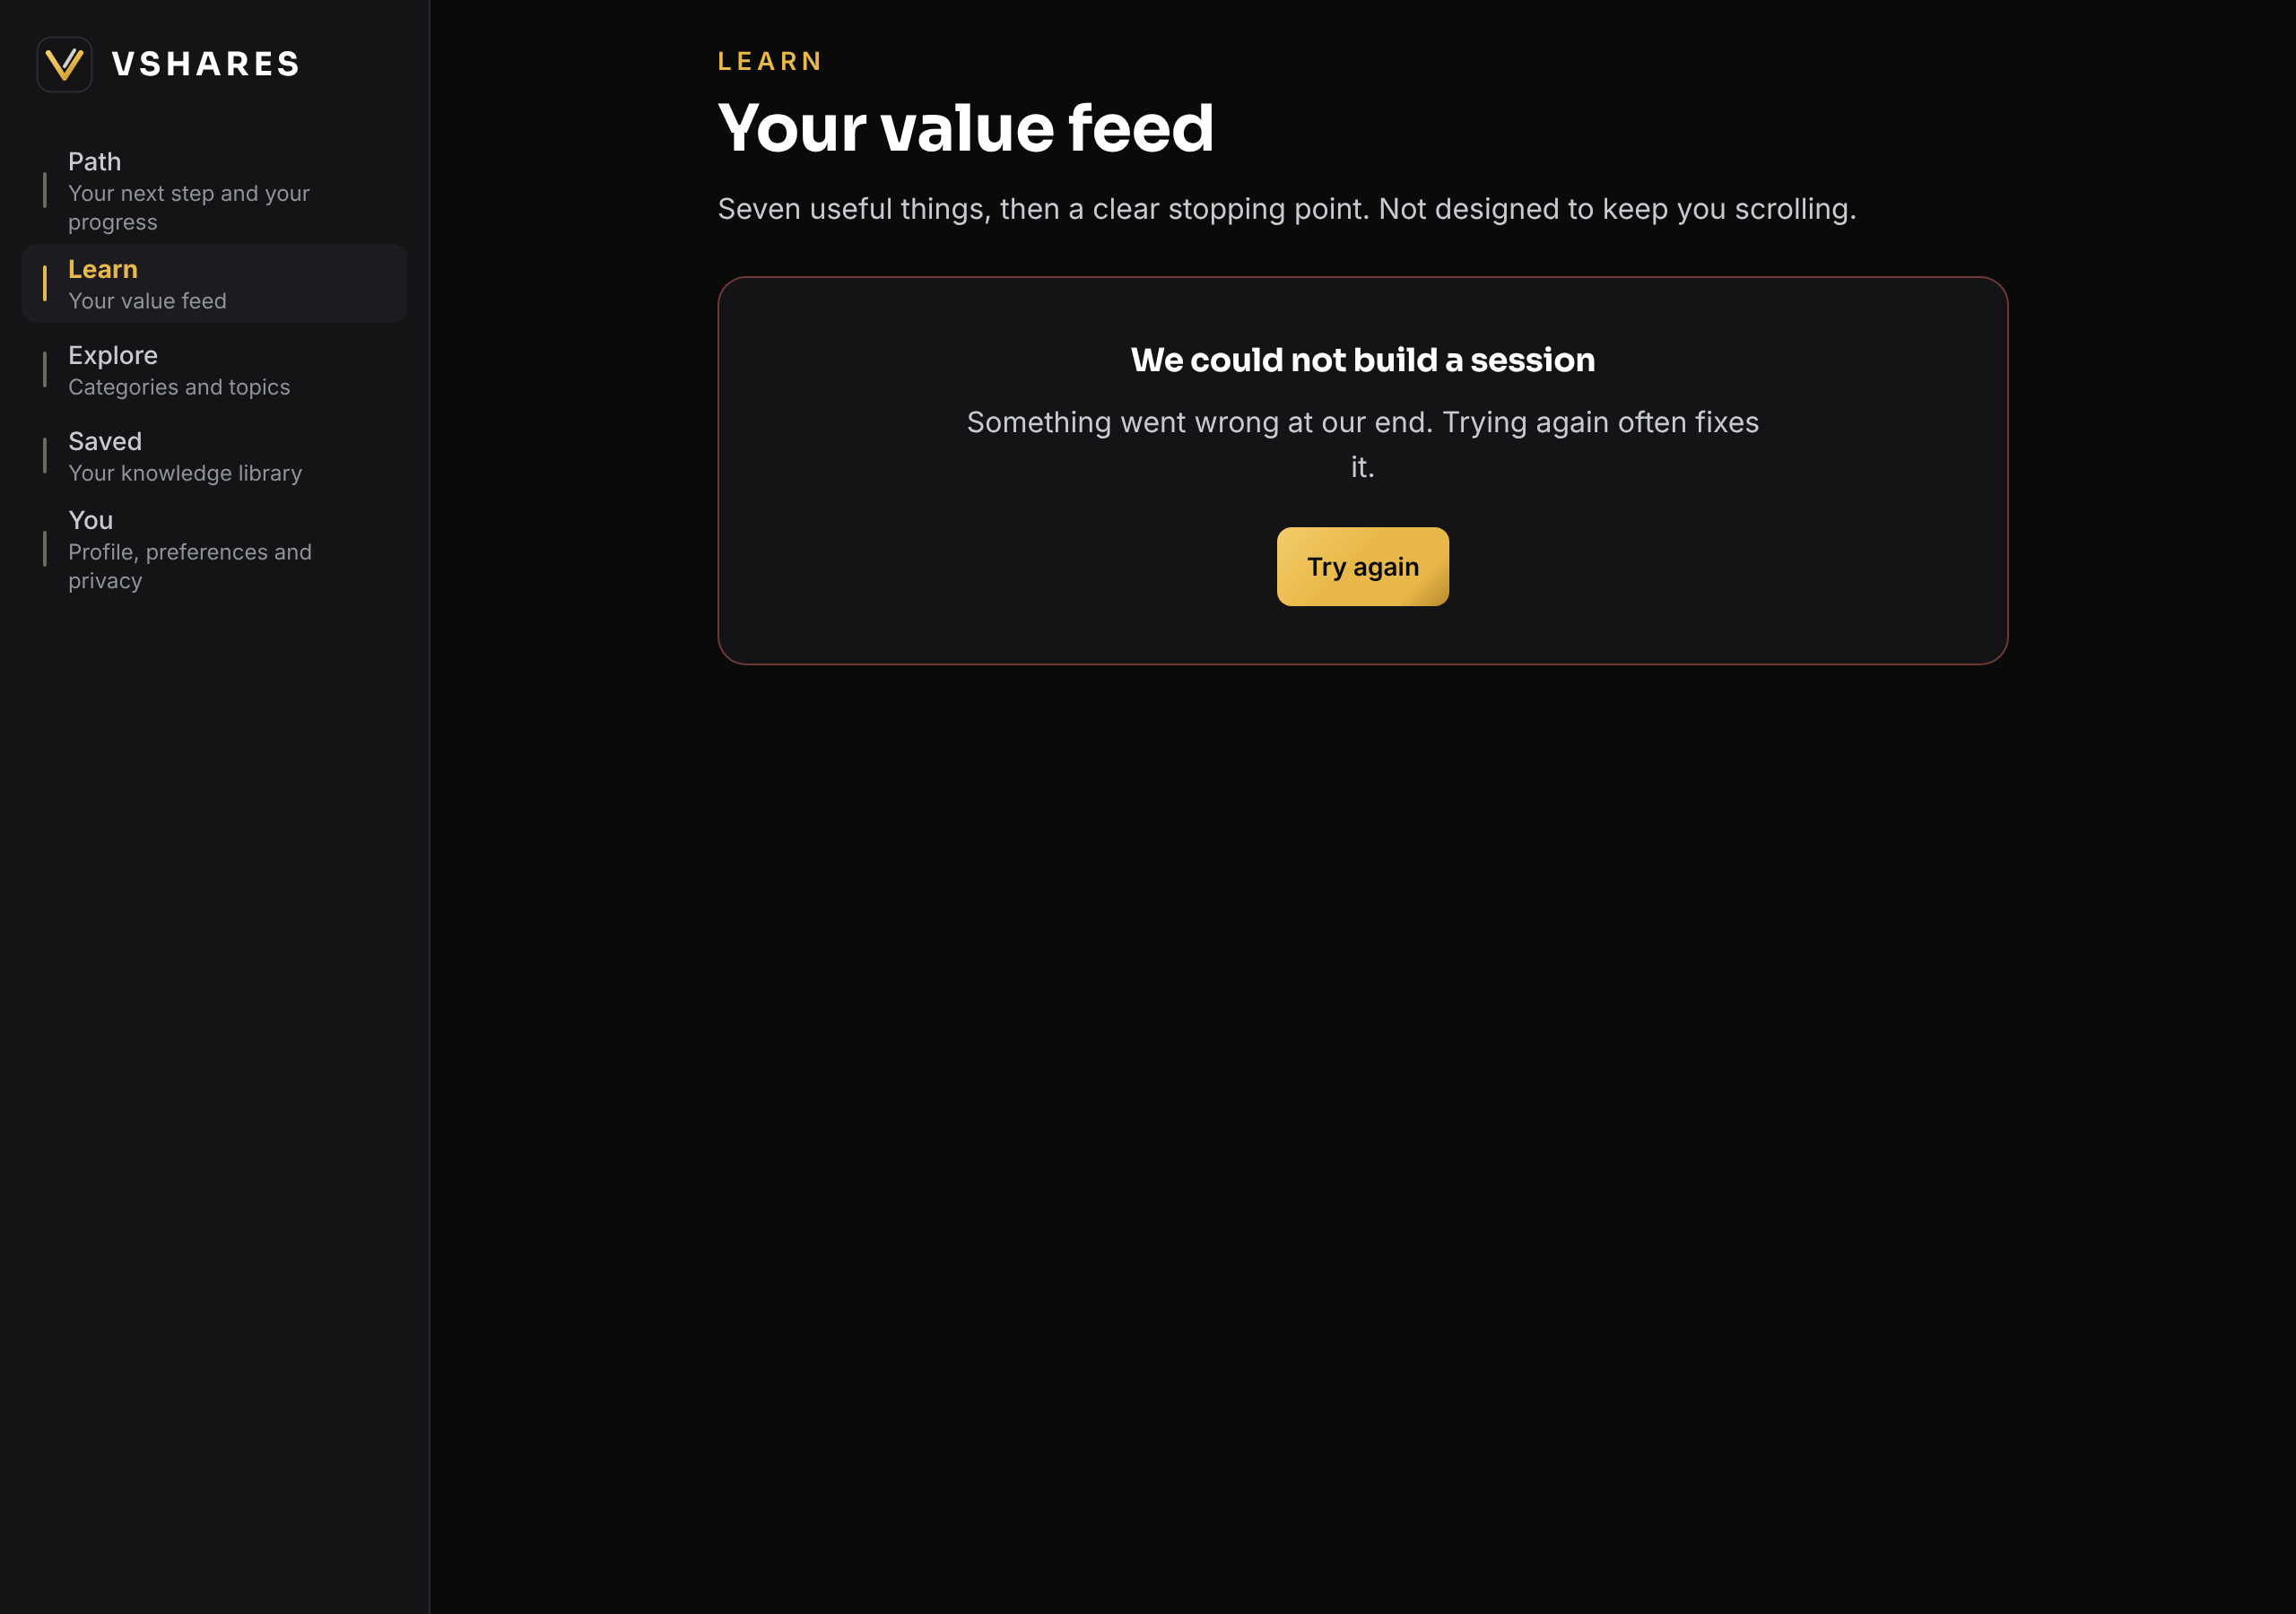 VSHARES
Path
Your next step and your
progress
Learn
Your value feed
Explore
Categories and topics
Saved
Your knowledge library
You
Profile, preferences and
privacy
LEARN
Your value feed
Seven useful things, then a clear stopping point. Not designed to keep you scrolling.
We could not build a session
Something went wrong at our end. Trying again often fixes
it.
Try again